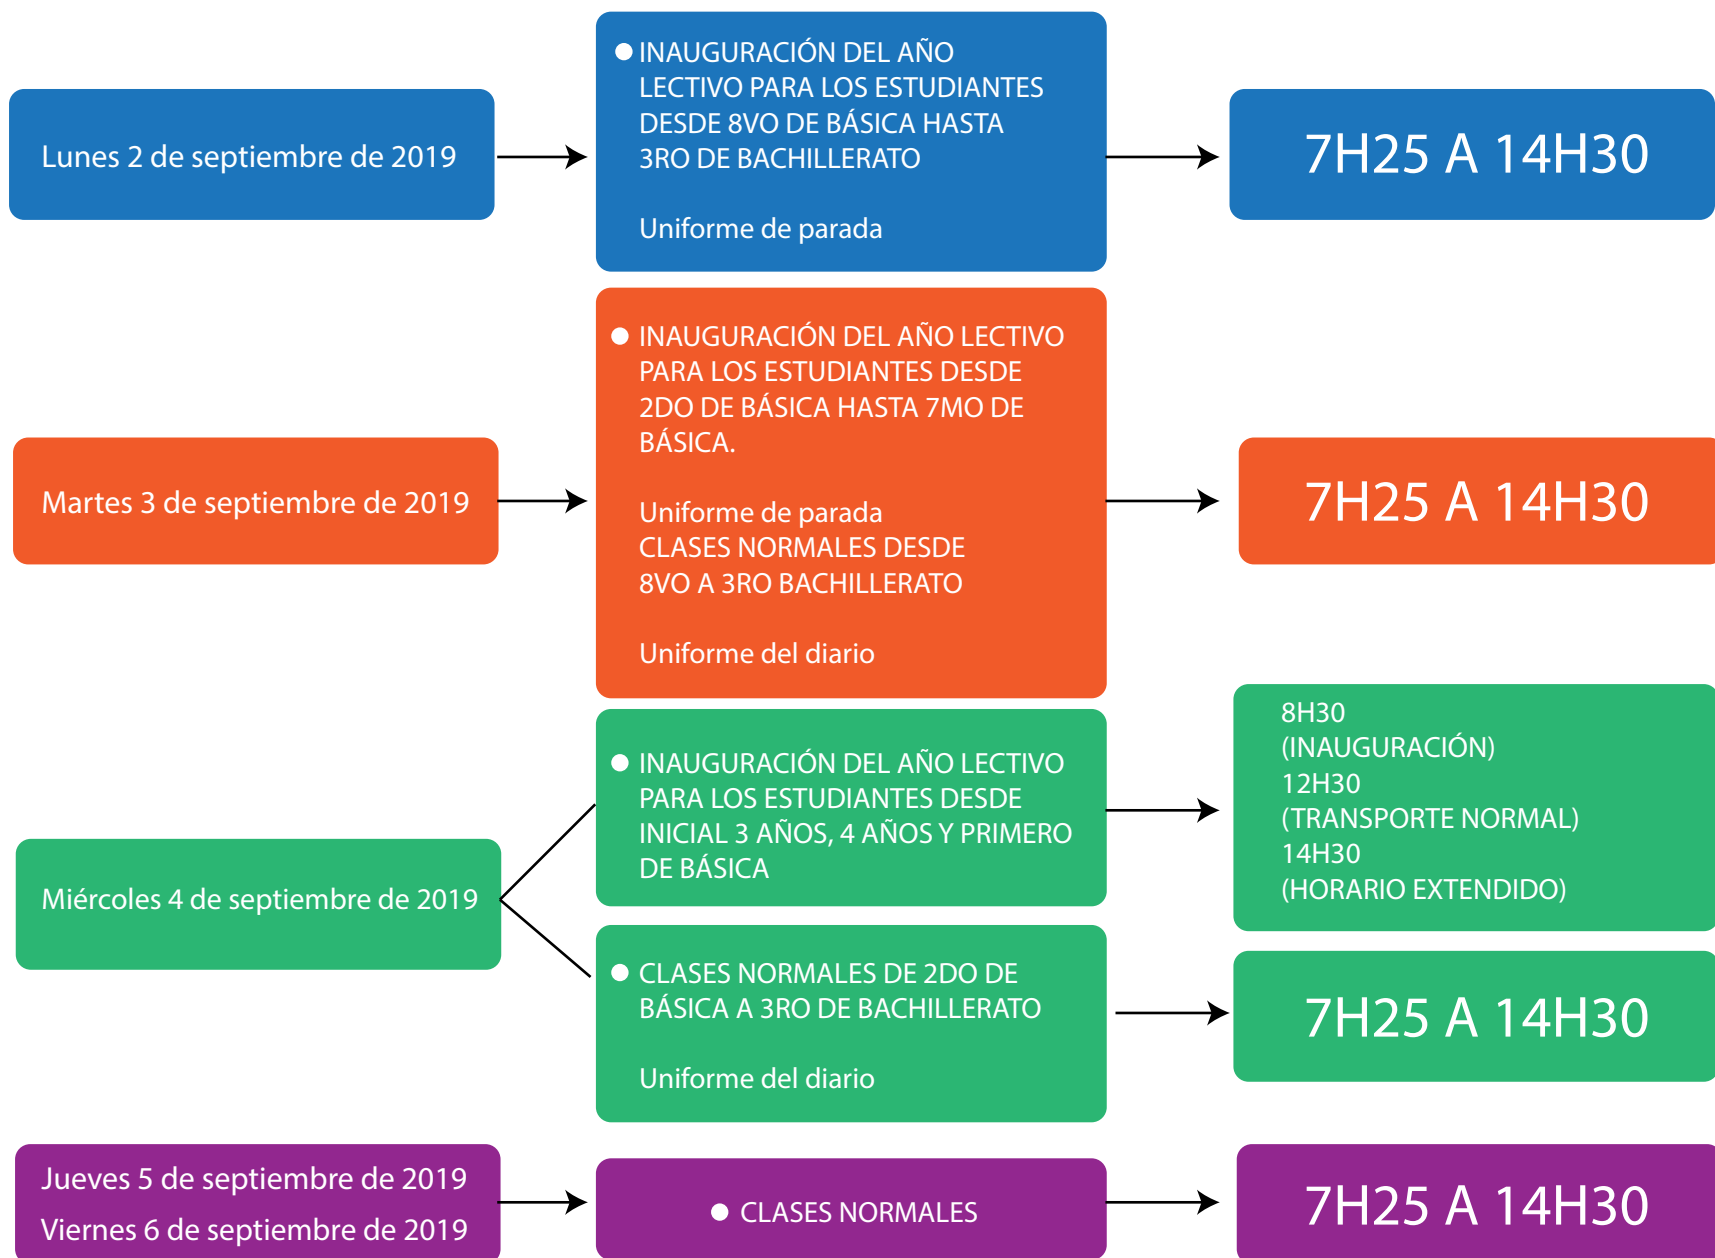 Lunes 2 de septiembre de 2019
● INAUGURACIÓN DEL AÑO
LECTIVO PARA LOS ESTUDIANTES
DESDE 8VO DE BÁSICA HASTA
3RO DE BACHILLERATO
Uniforme de parada
7H25 A 14H30
Martes 3 de septiembre de 2019
● INAUGURACIÓN DEL AÑO LECTIVO
PARA LOS ESTUDIANTES DESDE
2DO DE BÁSICA HASTA 7MO DE
BÁSICA.
Uniforme de parada
CLASES NORMALES DESDE
8VO A 3RO BACHILLERATO
Uniforme del diario
7H25 A 14H30
Miércoles 4 de septiembre de 2019
● INAUGURACIÓN DEL AÑO LECTIVO
PARA LOS ESTUDIANTES DESDE
INICIAL 3 AÑOS, 4 AÑOS Y PRIMERO
DE BÁSICA
8H30
(INAUGURACIÓN)
12H30
(TRANSPORTE NORMAL)
14H30
(HORARIO EXTENDIDO)
● CLASES NORMALES DE 2DO DE
BÁSICA A 3RO DE BACHILLERATO
Uniforme del diario
7H25 A 14H30
Jueves 5 de septiembre de 2019
Viernes 6 de septiembre de 2019
● CLASES NORMALES
7H25 A 14H30